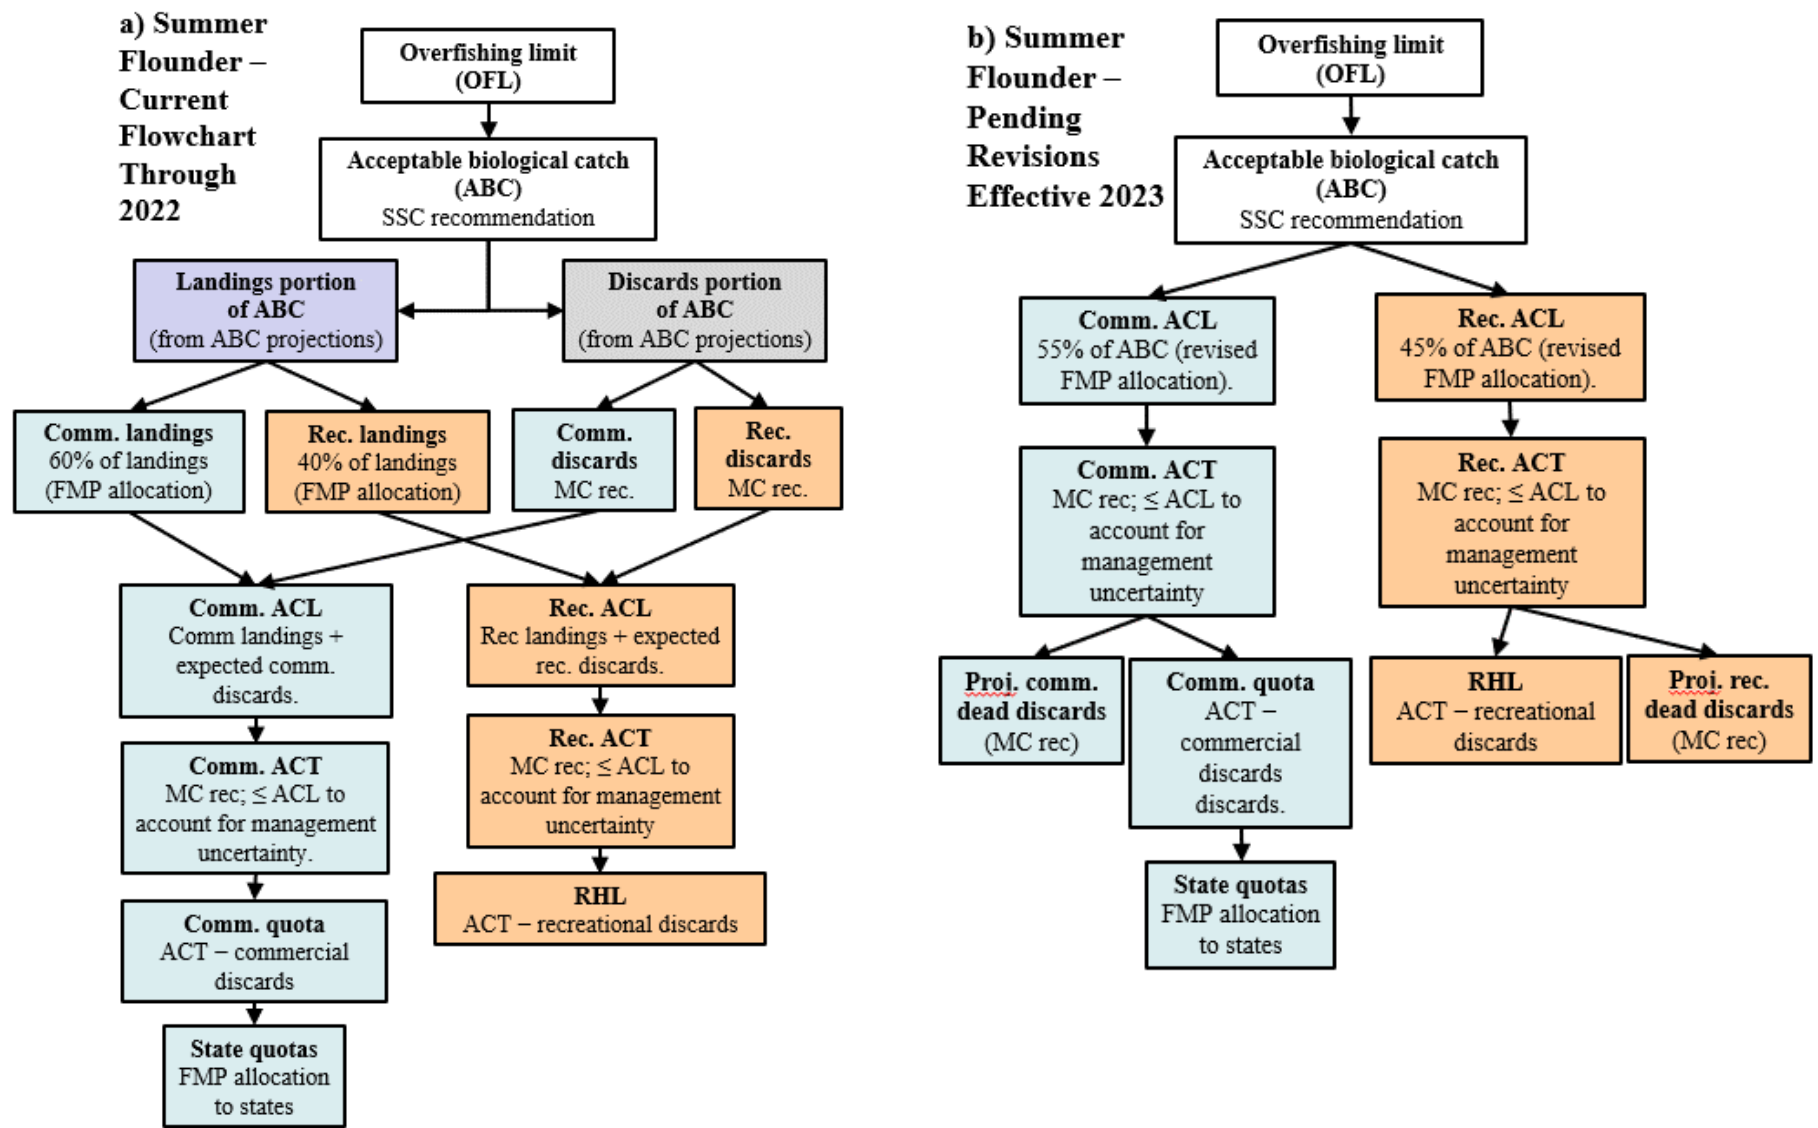 a) Summer
Flounder –
Current
Flowchart
Through
2022
Overfishing limit
(OFL)
Acceptable biological catch
(ABC)
SSC recommendation
Landings portion
of ABC
(from ABC projections)
Discards portion
of ABC
(from ABC projections)
Comm. landings
60% of landings
(FMP allocation)
Rec. landings
40% of landings
(FMP allocation)
Comm.
discards
MC rec.
Rec.
discards
MC rec.
Comm. ACL
Comm landings +
expected comm.
discards.
Rec. ACL
Rec landings + expected
rec. discards.
Comm. ACT
MC rec; ≤ ACL to
account for management
uncertainty.
Rec. ACT
MC rec; ≤ ACL to
account for management
uncertainty
Comm. quota
ACT – commercial
discards
RHL
ACT – recreational discards
State quotas
FMP allocation
to states
b) Summer
Flounder –
Pending
Revisions
Effective 2023
Overfishing limit
(OFL)
Acceptable biological catch
(ABC)
SSC recommendation
Comm. ACL
55% of ABC (revised
FMP allocation).
Rec. ACL
45% of ABC (revised
FMP allocation).
Comm. ACT
MC rec; ≤ ACL to
account for
management
uncertainty
Rec. ACT
MC rec; ≤ ACL to
account for
management
uncertainty
Proj. comm.
dead discards
(MC rec)
Comm. quota
ACT –
commercial
discards
discards.
RHL
ACT – recreational
discards
Proj. rec.
dead discards
(MC rec)
State quotas
FMP allocation
to states